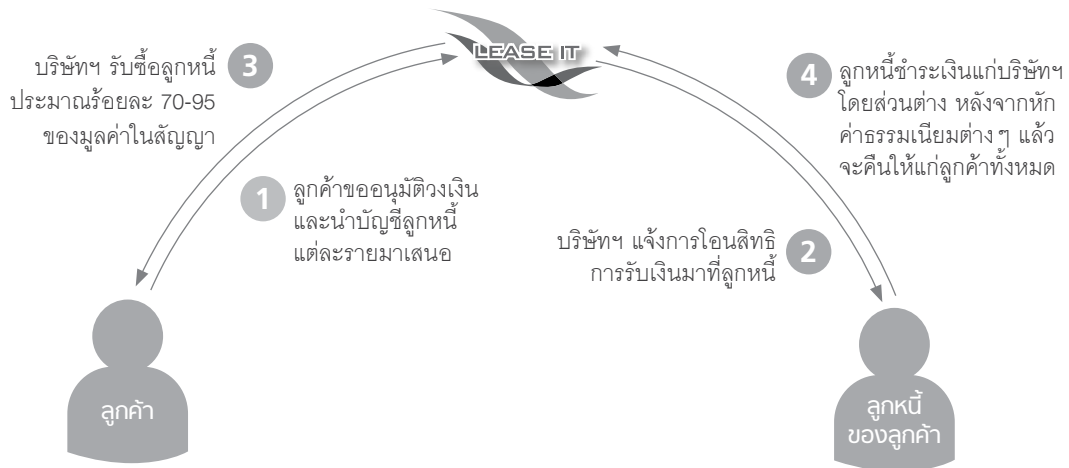 LEASE IT
3
บริษัทฯ รับซื้อลูกหนี้
ประมาณร้อยละ 70-95
ของมูลค่าในสัญญา
4
ลูกหนี้ชำระเงินแก่บริษัทฯ
โดยส่วนต่าง หลังจากหัก
ค่าธรรมเนียมต่างๆ แล้ว
จะคืนให้แก่ลูกค้าทั้งหมด
1
ลูกค้าขออนุมัติวงเงิน
และนำบัญชีลูกหนี้
แต่ละรายมาเสนอ
2
บริษัทฯ แจ้งการโอนสิทธิ
การรับเงินมาที่ลูกหนี้
ลูกค้า
ลูกหนี้
ของลูกค้า